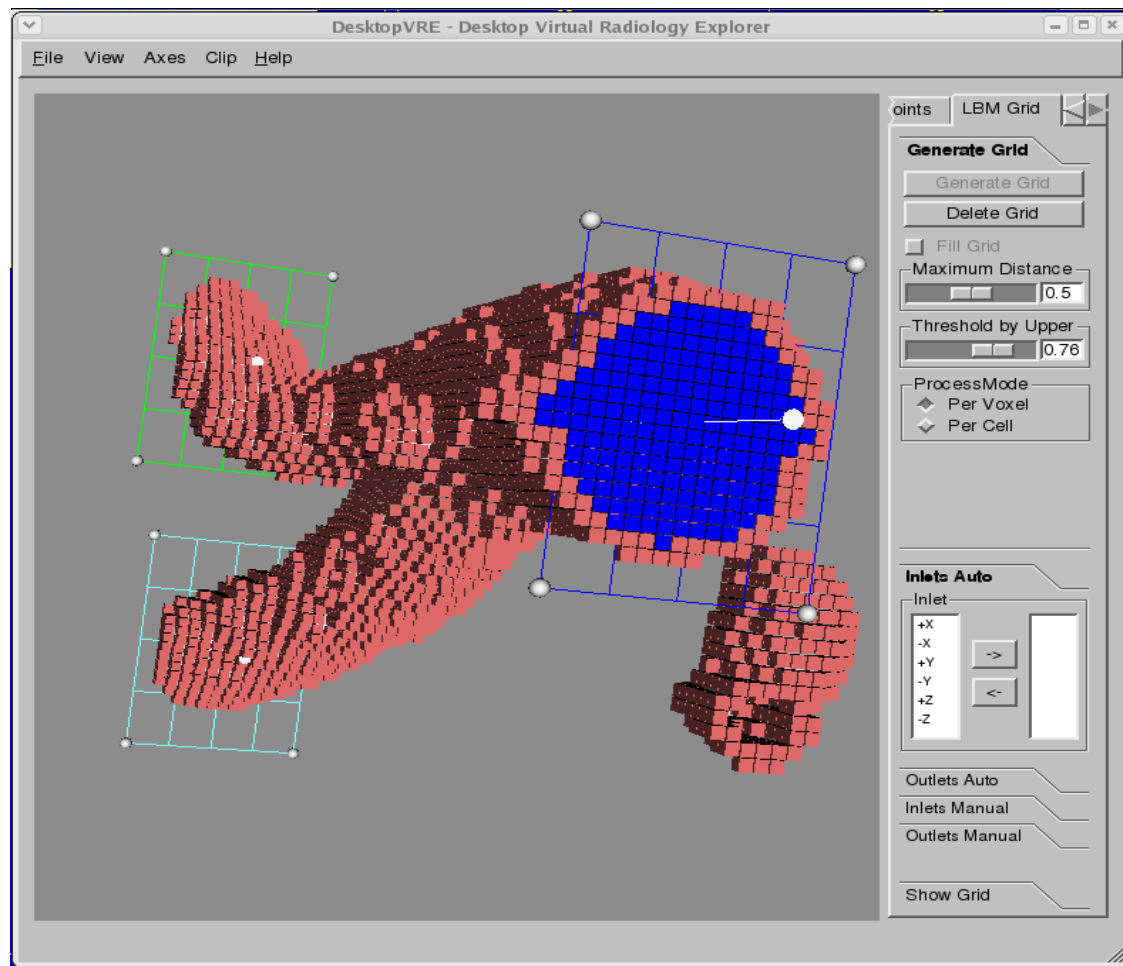 DesktopVRE - Desktop Virtual Radiology Explorer
File View Axes Clip Help
oints LBM Grid
Generate Grid
Generate Grid
Delete Grid
Fill Grid
Maximum Distance
0.5
Threshold by Upper
0.76
ProcessMode
Per Voxel
Per Cell
Inlets Auto
Inlet
+X
-X
+Y
-Y
+Z
-Z
->
<-
Outlets Auto
Inlets Manual
Outlets Manual
Show Grid